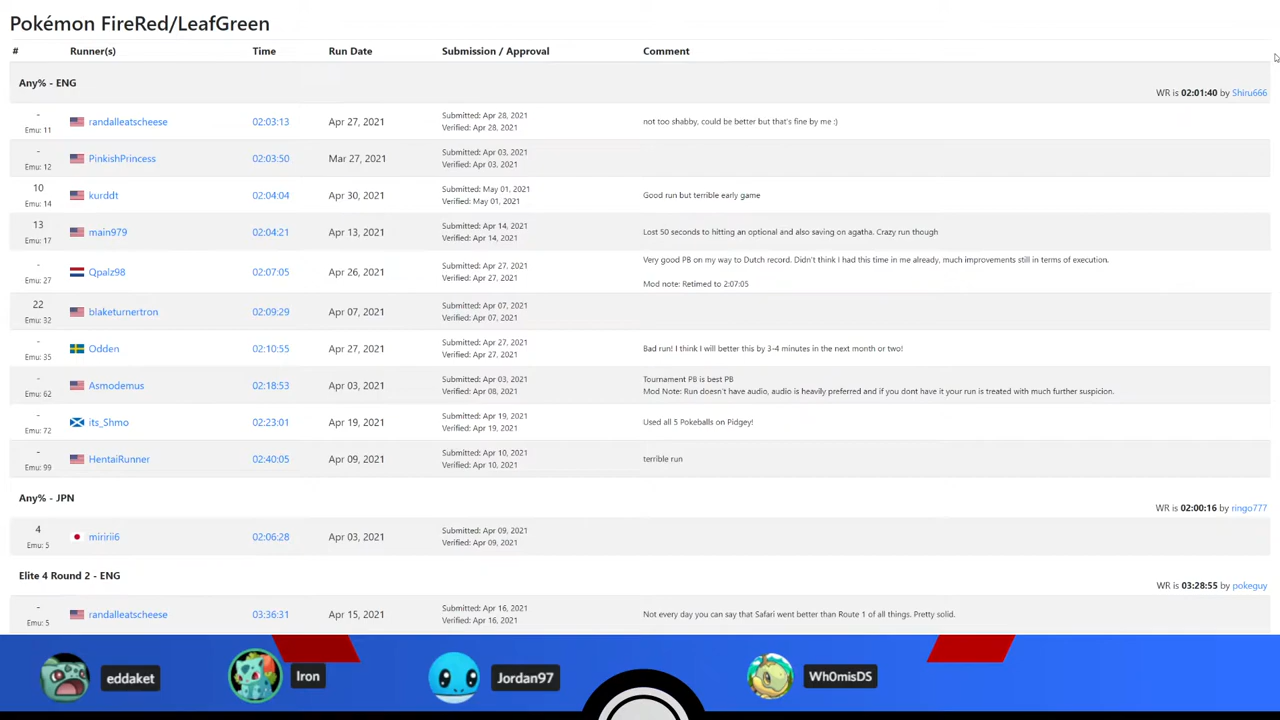 Pokémon FireRed/LeafGreen
# Runner(s) Time Run Date Submission / Approval Comment
Any% - ENG
WR is 02:01:40 by Shiru666
- Emu: 11 randalleatscheese 02:03:13 Apr 27, 2021 Submitted: Apr 28, 2021 not too shabby, could be better but that's fine by me :)
Verified: Apr 28, 2021
- Emu: 12 PinkishPrincess 02:03:50 Mar 27, 2021 Submitted: Apr 03, 2021
Verified: Apr 03, 2021
10 Emu: 14 kurddt 02:04:04 Apr 30, 2021 Submitted: May 01, 2021 Good run but terrible early game
Verified: May 01, 2021
13 Emu: 17 main979 02:04:21 Apr 13, 2021 Submitted: Apr 14, 2021 Lost 50 seconds to hitting an optional and also saving on agatha. Crazy run though
Verified: Apr 14, 2021
- Emu: 27 Qpalz98 02:07:05 Apr 26, 2021 Submitted: Apr 27, 2021 Very good PB on my way to Dutch record. Didn't think I had this time in me already, much improvements still in terms of execution.
Verified: Apr 27, 2021 Mod note: Retimed to 2:07:05
22 Emu: 32 blaketurnertron 02:09:29 Apr 07, 2021 Submitted: Apr 07, 2021
Verified: Apr 07, 2021
- Emu: 35 Odden 02:10:55 Apr 27, 2021 Submitted: Apr 27, 2021 Bad run! I think I will better this by 3-4 minutes in the next month or two!
Verified: Apr 27, 2021
- Emu: 62 Asmodemus 02:18:53 Apr 03, 2021 Submitted: Apr 03, 2021 Tournament PB is best PB
Verified: Apr 08, 2021 Mod Note: Run doesn't have audio, audio is heavily preferred and if you dont have it your run is treated with much further suspicion.
- Emu: 72 its_Shmo 02:23:01 Apr 19, 2021 Submitted: Apr 19, 2021 Used all 5 Pokeballs on Pidgey!
Verified: Apr 19, 2021
- Emu: 99 HentaiRunner 02:40:05 Apr 09, 2021 Submitted: Apr 10, 2021 terrible run
Verified: Apr 10, 2021
Any% - JPN
WR is 02:00:16 by ringo777
4 Emu: 5 miririi6 02:06:28 Apr 03, 2021 Submitted: Apr 09, 2021
Verified: Apr 09, 2021
Elite 4 Round 2 - ENG
WR is 03:28:55 by pokeguy
- Emu: 5 randalleatscheese 03:36:31 Apr 15, 2021 Submitted: Apr 16, 2021 Not every day you can say that Safari went better than Route 1 of all things. Pretty solid.
Verified: Apr 16, 2021
eddaket Iron Jordan97 Wh0misDS